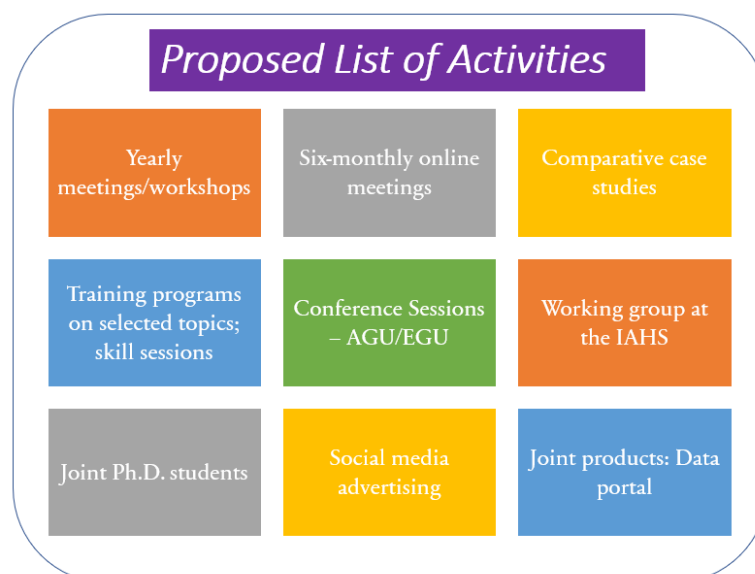 Proposed List of Activities
Yearly
meetings/workshops
Six-monthly online
meetings
Comparative case
studies
Training programs
on selected topics;
skill sessions
Conference Sessions
– AGU/EGU
Working group at
the IAHS
Joint Ph.D. students
Social media
advertising
Joint products: Data
portal